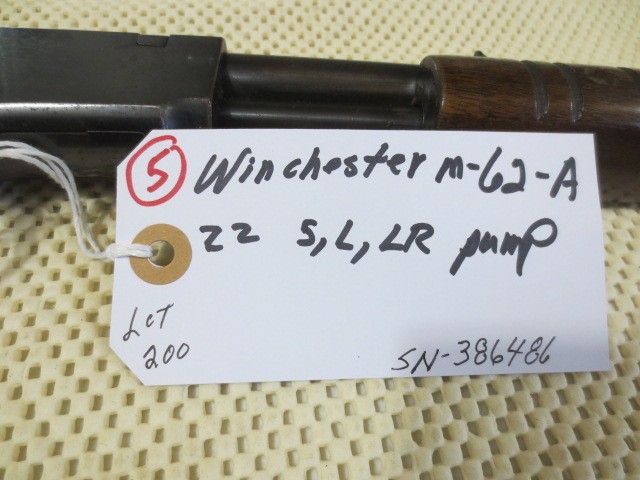 5 Winchester m-62-A
22 S, L, LR pump
LOT
200
SN-386486